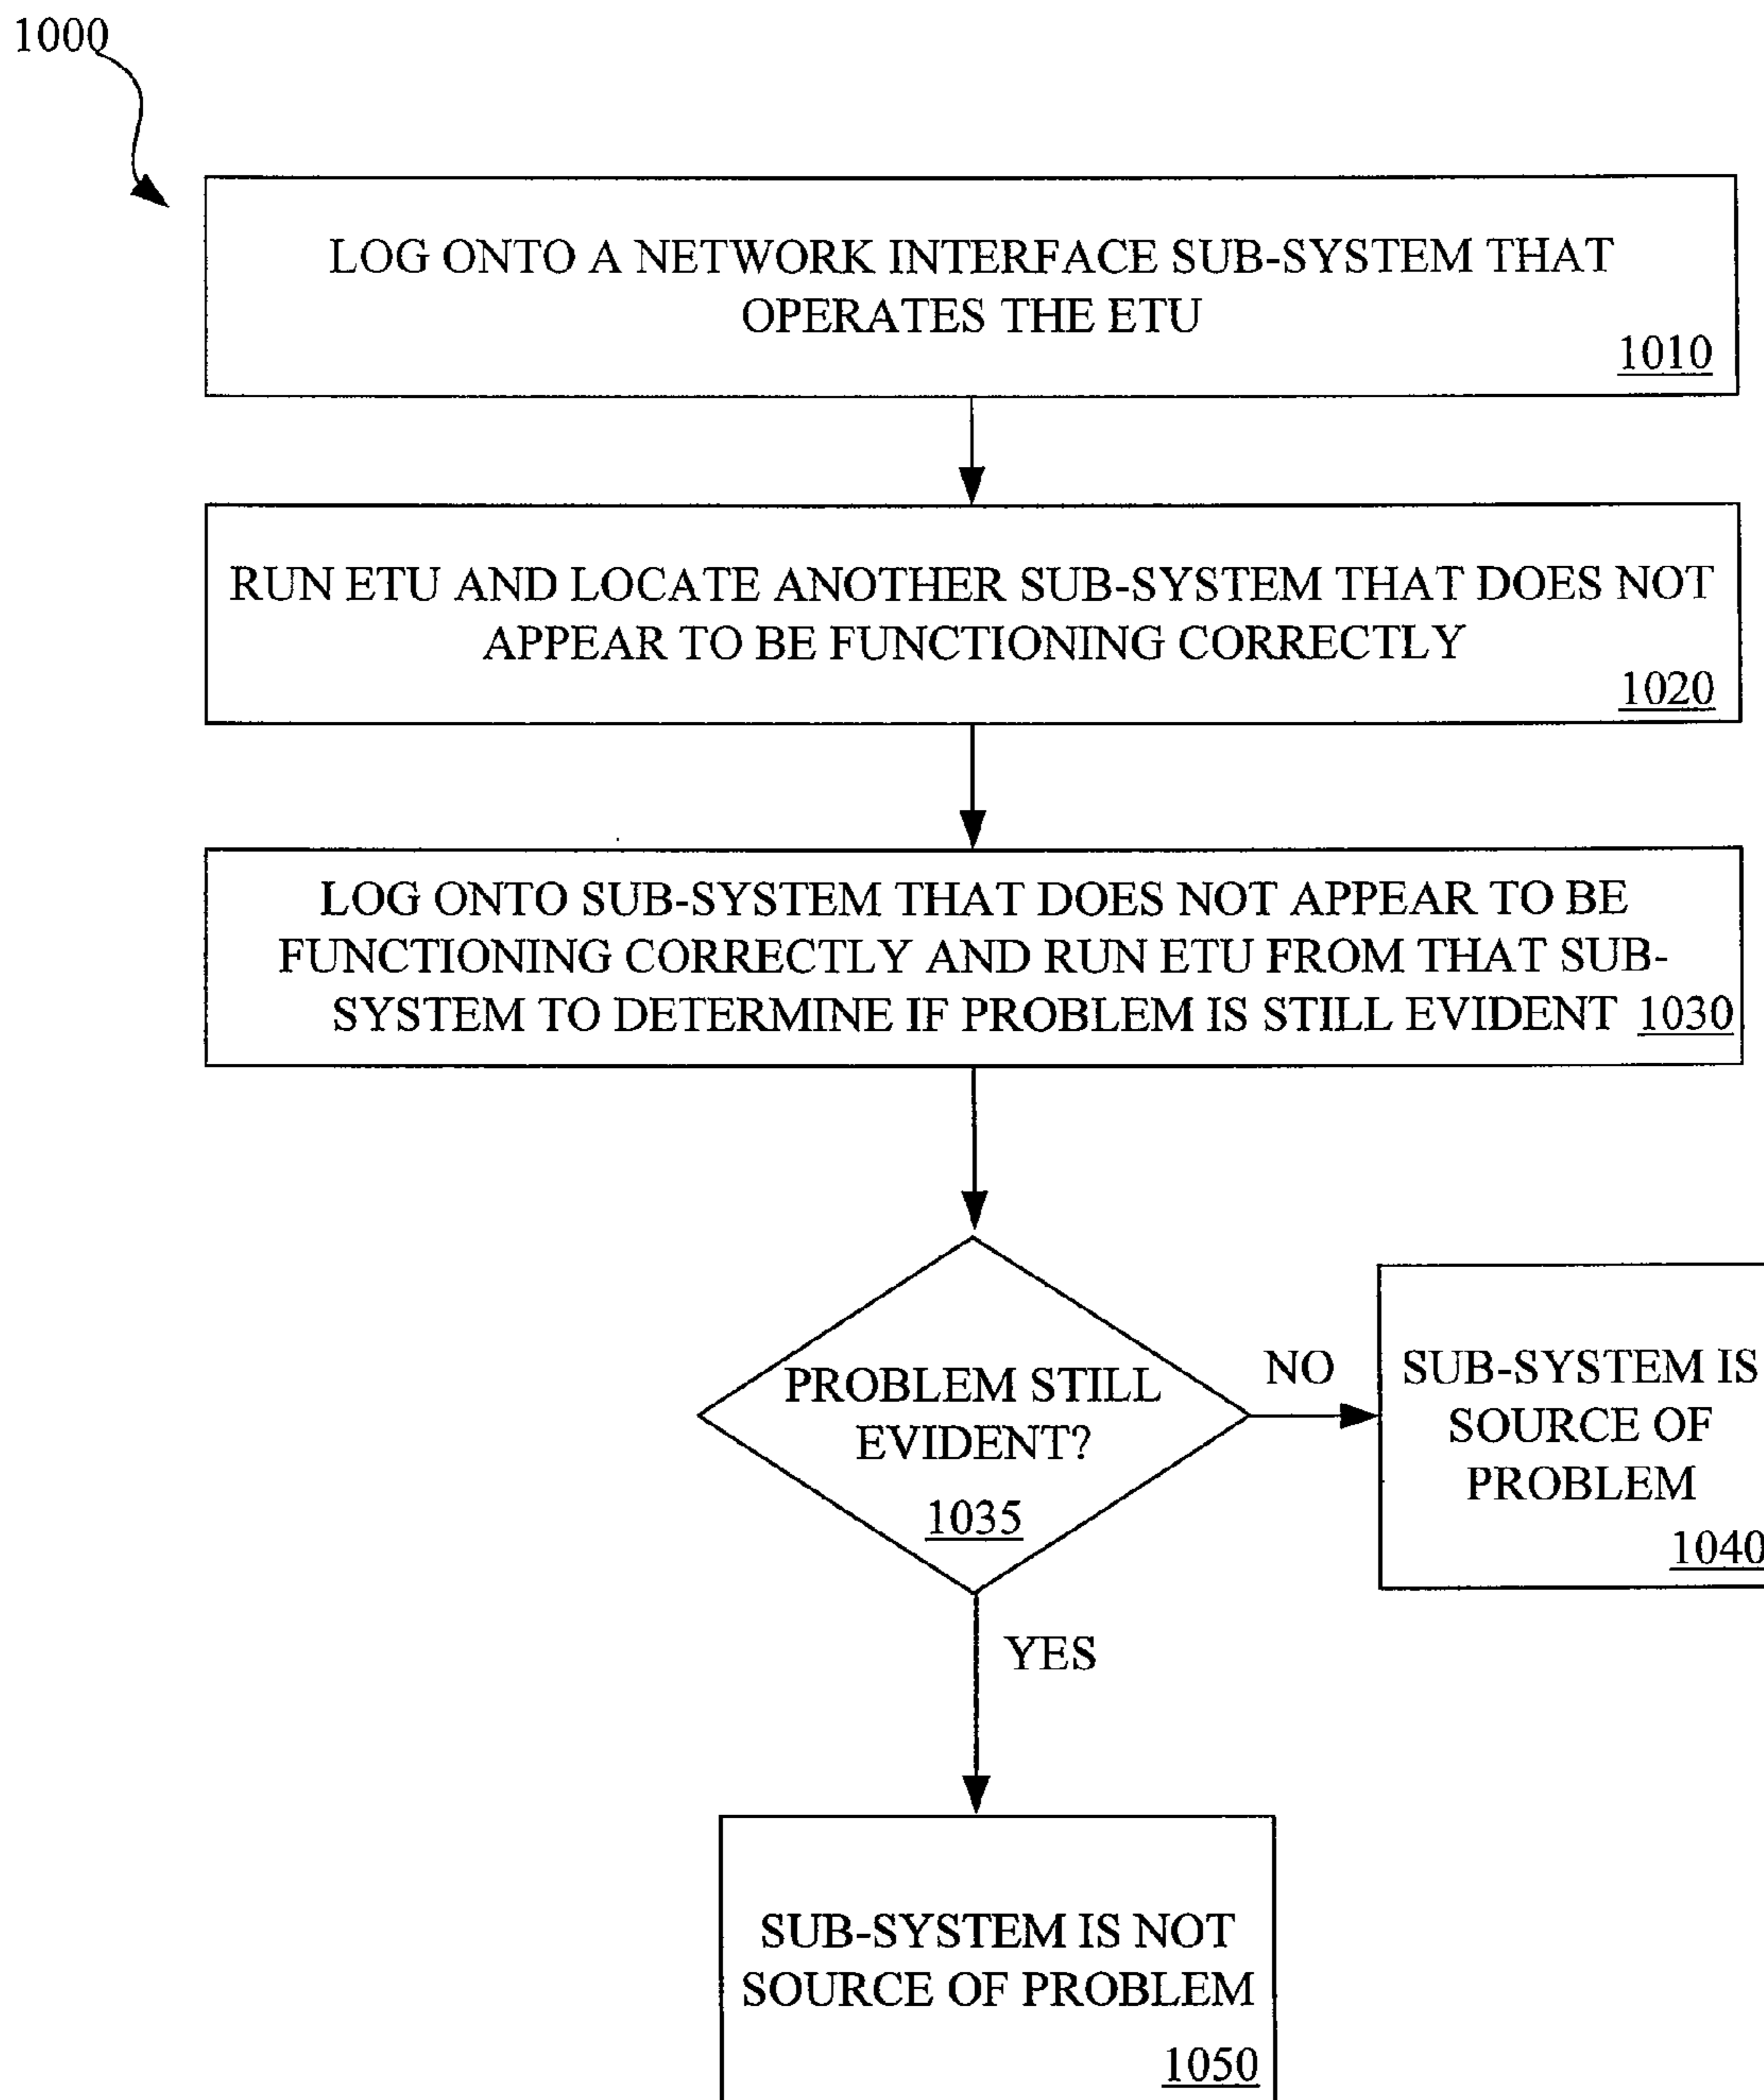 1000
LOG ONTO A NETWORK INTERFACE SUB-SYSTEM THAT
OPERATES THE ETU
1010
RUN ETU AND LOCATE ANOTHER SUB-SYSTEM THAT DOES NOT
APPEAR TO BE FUNCTIONING CORRECTLY
1020
LOG ONTO SUB-SYSTEM THAT DOES NOT APPEAR TO BE
FUNCTIONING CORRECTLY AND RUN ETU FROM THAT SUB-
SYSTEM TO DETERMINE IF PROBLEM IS STILL EVIDENT 1030
PROBLEM STILL
EVIDENT?
1035
NO
SUB-SYSTEM IS
SOURCE OF
PROBLEM
1040
YES
SUB-SYSTEM IS NOT
SOURCE OF PROBLEM
1050